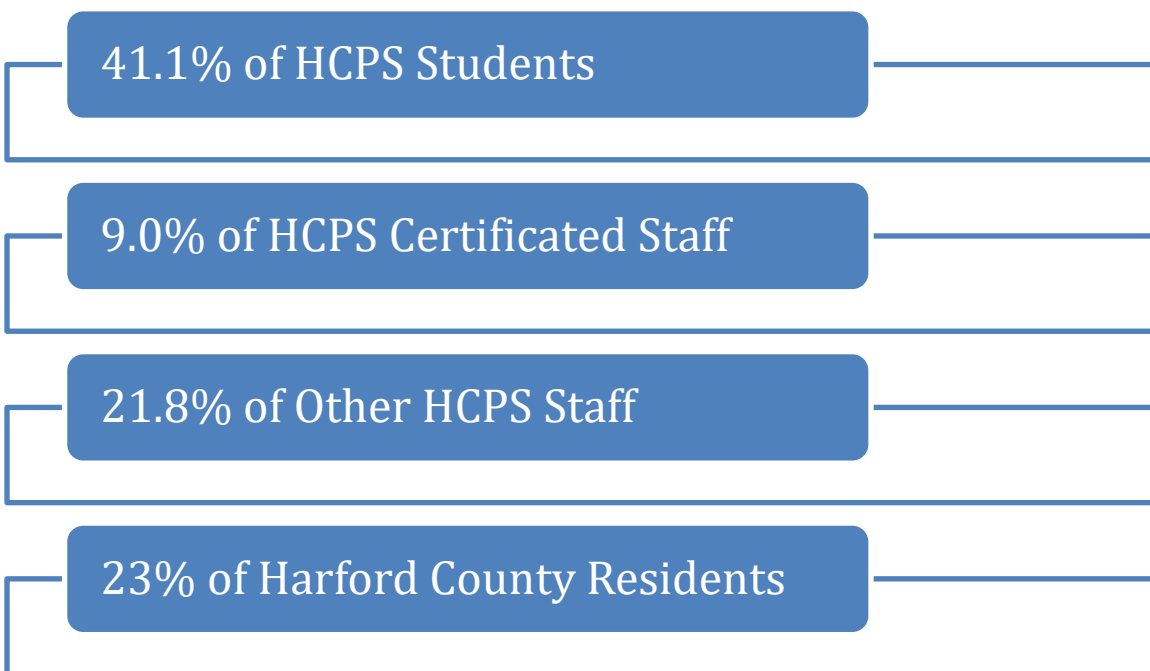 41.1% of HCPS Students
9.0% of HCPS Certificated Staff
21.8% of Other HCPS Staff
23% of Harford County Residents